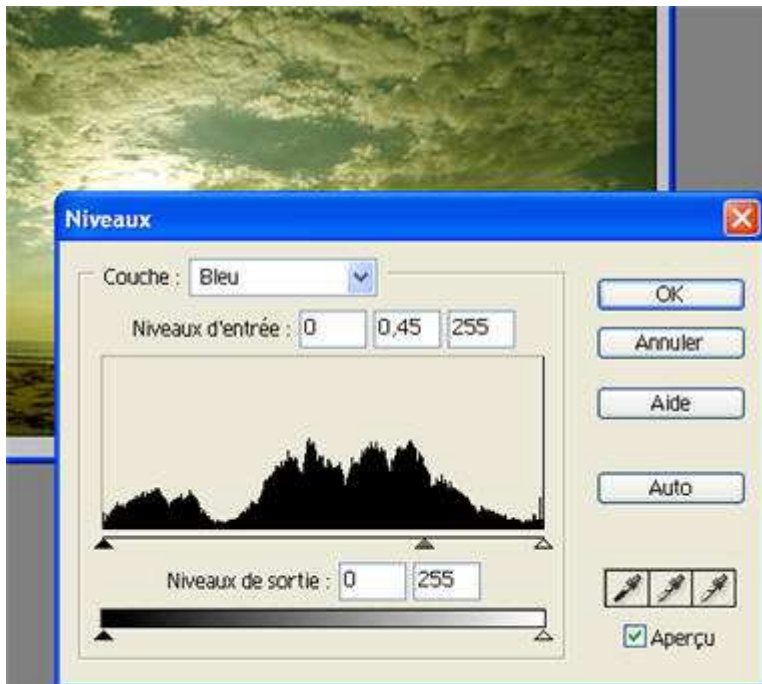 Niveaux
Couche : Bleu
OK
Niveaux d'entrée : 0 0,45 255
Annuler
Aide
Auto
Niveaux de sortie : 0 255
Aperçu